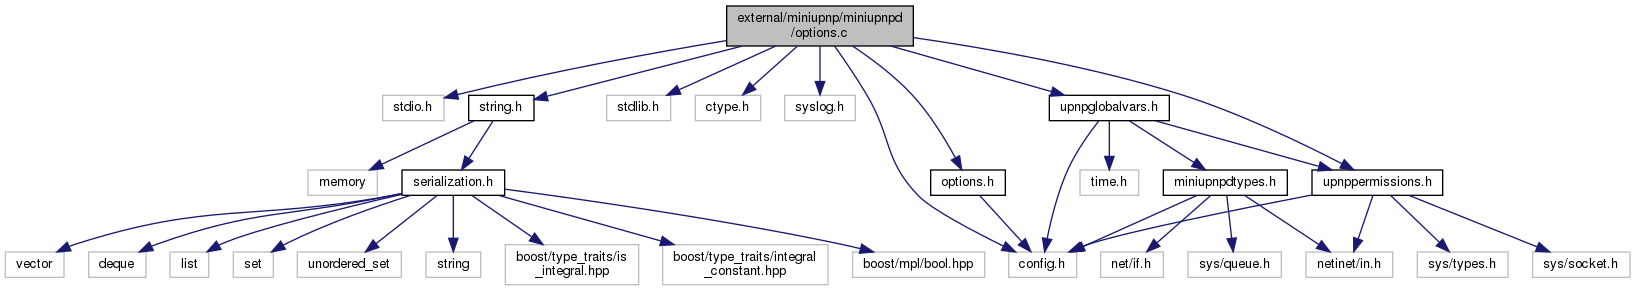 external/miniupnp/miniupnpd
/options.c
stdio.h
string.h
stdlib.h
ctype.h
syslog.h
upnpglobalvars.h
memory
serialization.h
options.h
time.h
miniupnpdtypes.h
upnppermissions.h
vector
deque
list
set
unordered_set
string
boost/type_traits/is
_integral.hpp
boost/type_traits/integral
_constant.hpp
boost/mpl/bool.hpp
config.h
net/if.h
sys/queue.h
netinet/in.h
sys/types.h
sys/socket.h